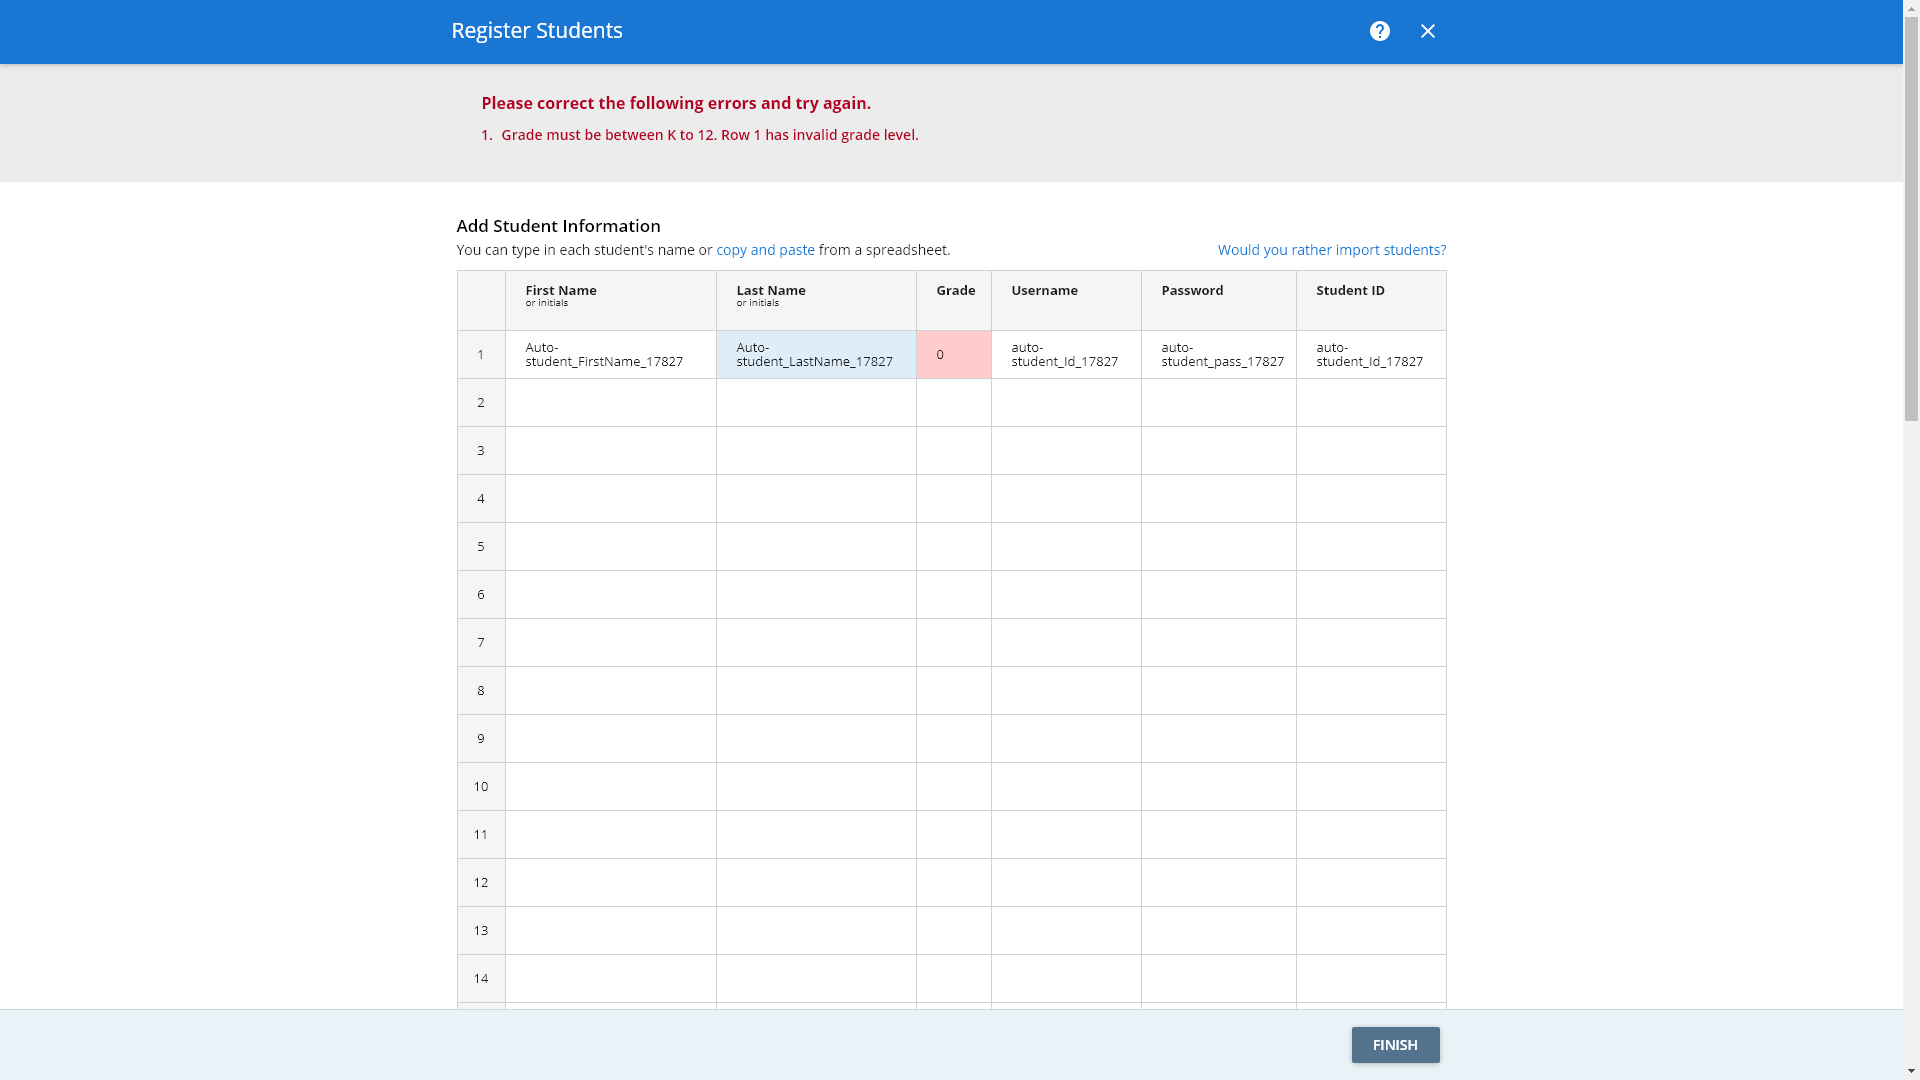 Register Students
Please correct the following errors and try again.
1. Grade must be between K to 12. Row 1 has invalid grade level.
Add Student Information
You can type in each student's name or copy and paste from a spreadsheet.
Would you rather import students?
First Name
or initials
Last Name
or initials
Grade
Username
Password
Student ID
1
Auto-
student_FirstName_17827
Auto-
student_LastName_17827
0
auto-
student_Id_17827
auto-
student_pass_17827
auto-
student_Id_17827
2
3
4
5
6
7
8
9
10
11
12
13
14
FINISH